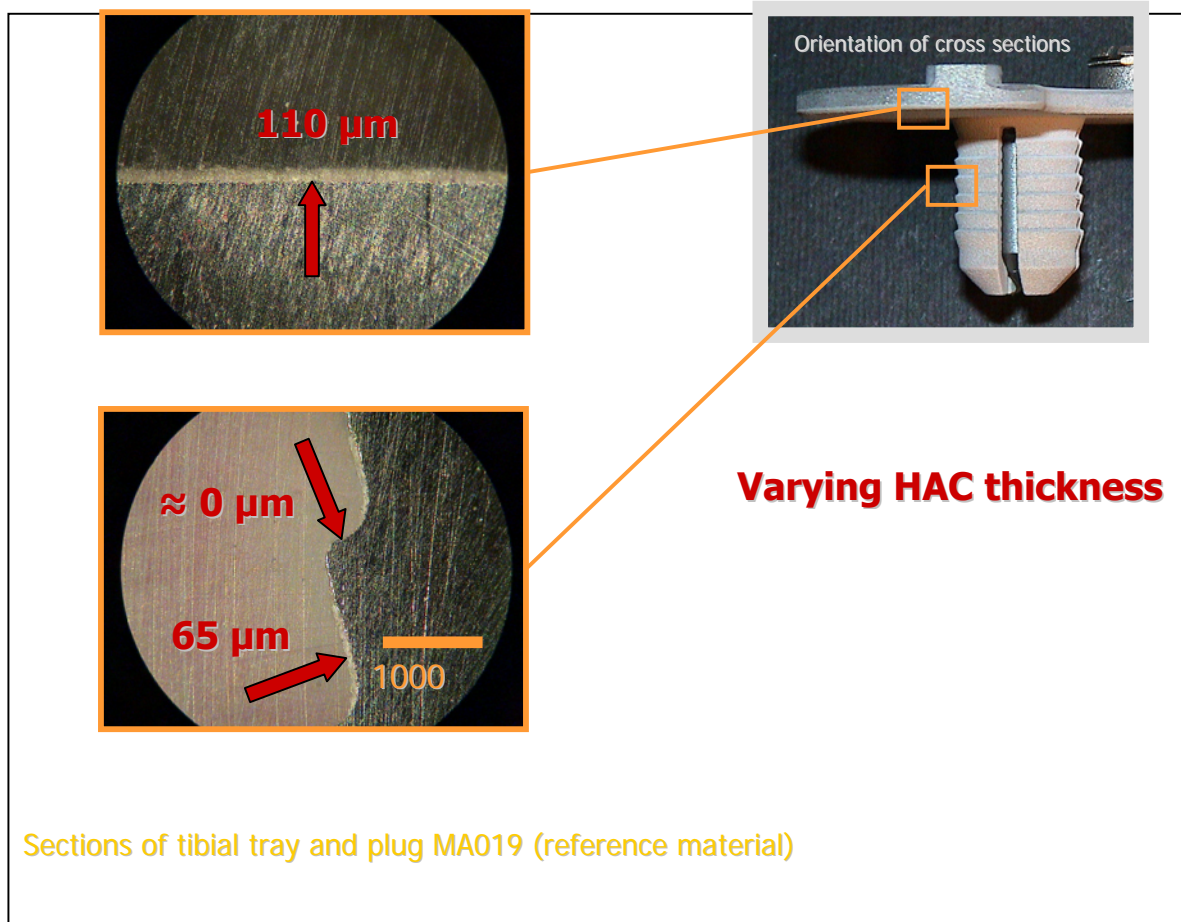 Orientation of cross sections
110 µm
≈ 0 µm
Varying HAC thickness
65 µm
1000
Sections of tibial tray and plug MA019 (reference material)